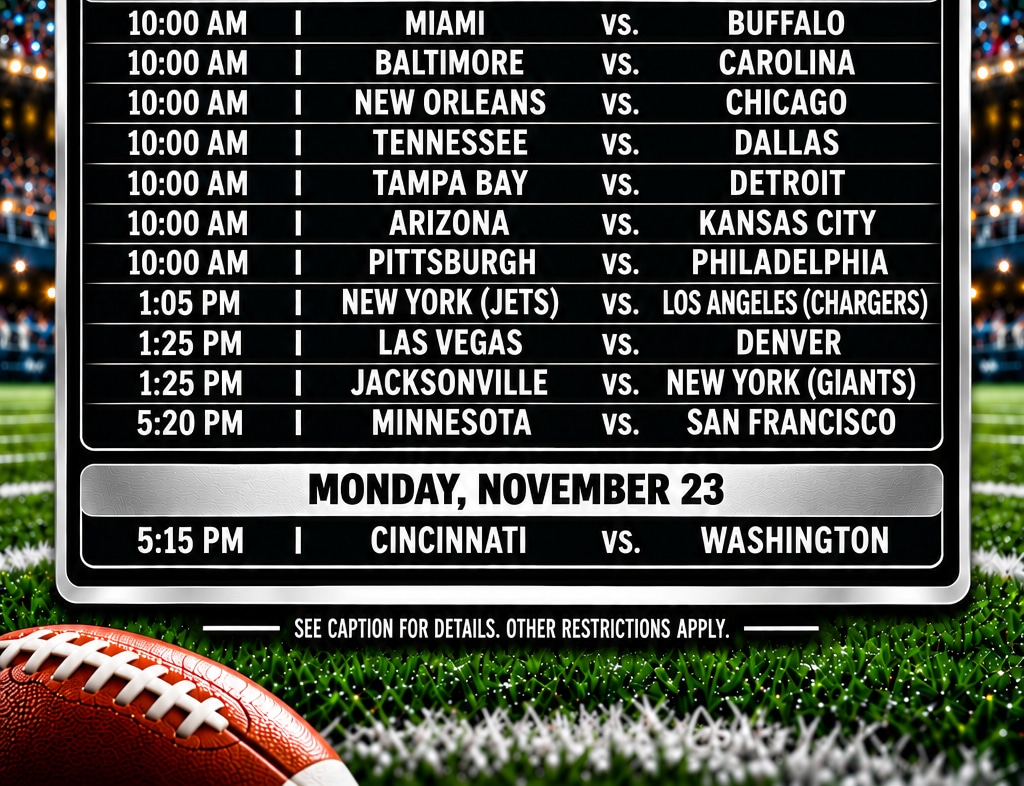 10:00 AM | MIAMI VS. BUFFALO
10:00 AM | BALTIMORE VS. CAROLINA
10:00 AM | NEW ORLEANS VS. CHICAGO
10:00 AM | TENNESSEE VS. DALLAS
10:00 AM | TAMPA BAY VS. DETROIT
10:00 AM | ARIZONA VS. KANSAS CITY
10:00 AM | PITTSBURGH VS. PHILADELPHIA
1:05 PM | NEW YORK (JETS) VS. LOS ANGELES (CHARGERS)
1:25 PM | LAS VEGAS VS. DENVER
1:25 PM | JACKSONVILLE VS. NEW YORK (GIANTS)
5:20 PM | MINNESOTA VS. SAN FRANCISCO
MONDAY, NOVEMBER 23
5:15 PM | CINCINNATI VS. WASHINGTON
SEE CAPTION FOR DETAILS. OTHER RESTRICTIONS APPLY.